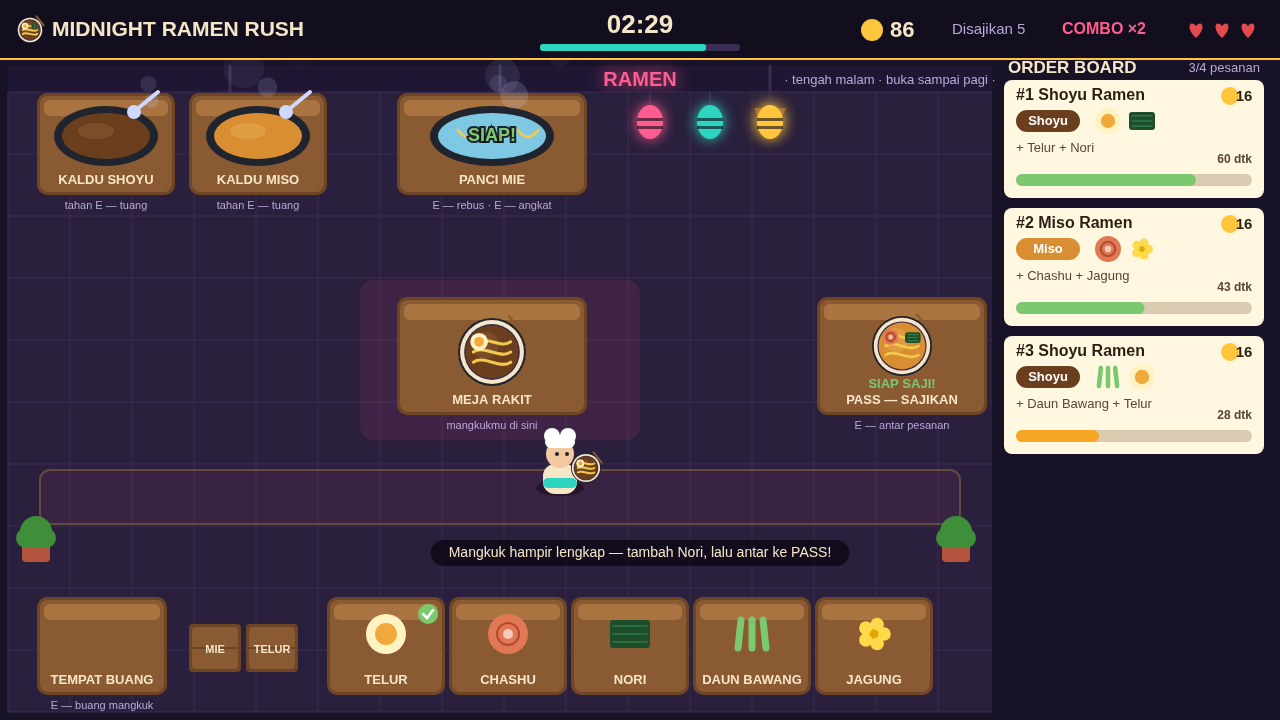 MIDNIGHT RAMEN RUSH
02:29
86
Disajikan 5
COMBO ×2
RAMEN
· tengah malam · buka sampai pagi ·
KALDU SHOYU
tahan E — tuang
KALDU MISO
tahan E — tuang
SIAP!
PANCI MIE
E — rebus · E — angkat
MEJA RAKIT
mangkukmu di sini
SIAP SAJI!
PASS — SAJIKAN
E — antar pesanan
Mangkuk hampir lengkap — tambah Nori, lalu antar ke PASS!
TEMPAT BUANG
E — buang mangkuk
MIE
TELUR
TELUR
CHASHU
NORI
DAUN BAWANG
JAGUNG
ORDER BOARD
3/4 pesanan
#1 Shoyu Ramen
16
Shoyu
+ Telur + Nori
60 dtk
#2 Miso Ramen
16
Miso
+ Chashu + Jagung
43 dtk
#3 Shoyu Ramen
16
Shoyu
+ Daun Bawang + Telur
28 dtk